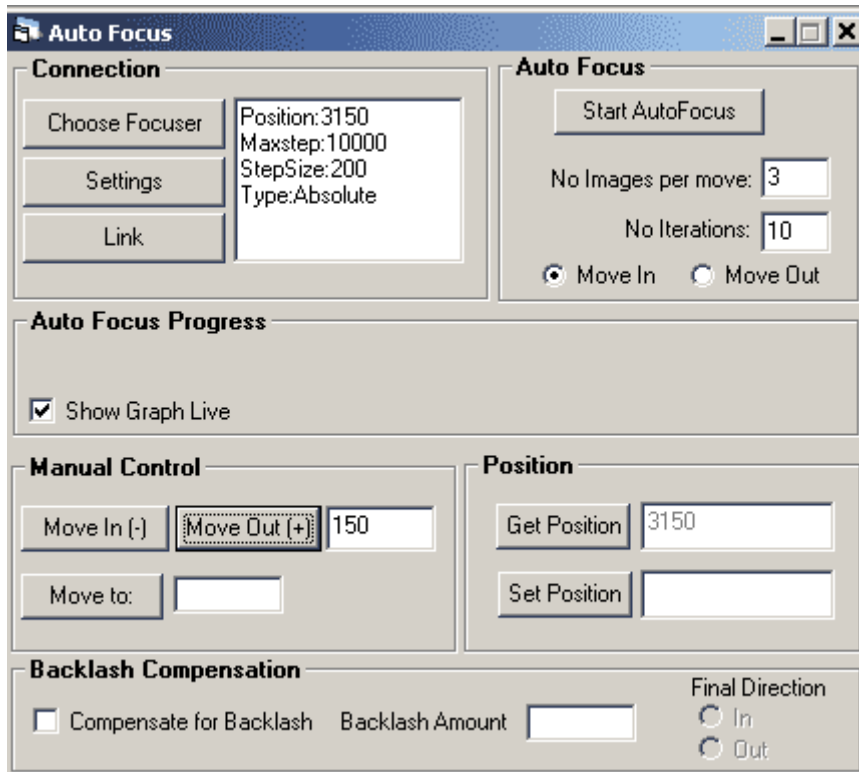 Auto Focus
Connection
Choose Focuser
Settings
Link
Position:3150
Maxstep:10000
StepSize:200
Type:Absolute
Auto Focus
Start AutoFocus
No Images per move: 3
No Iterations: 10
Move In Move Out
Auto Focus Progress
Show Graph Live
Manual Control
Move In (-) Move Out (+) 150
Move to:
Position
Get Position 3150
Set Position
Backlash Compensation
Compensate for Backlash Backlash Amount
Final Direction
In
Out